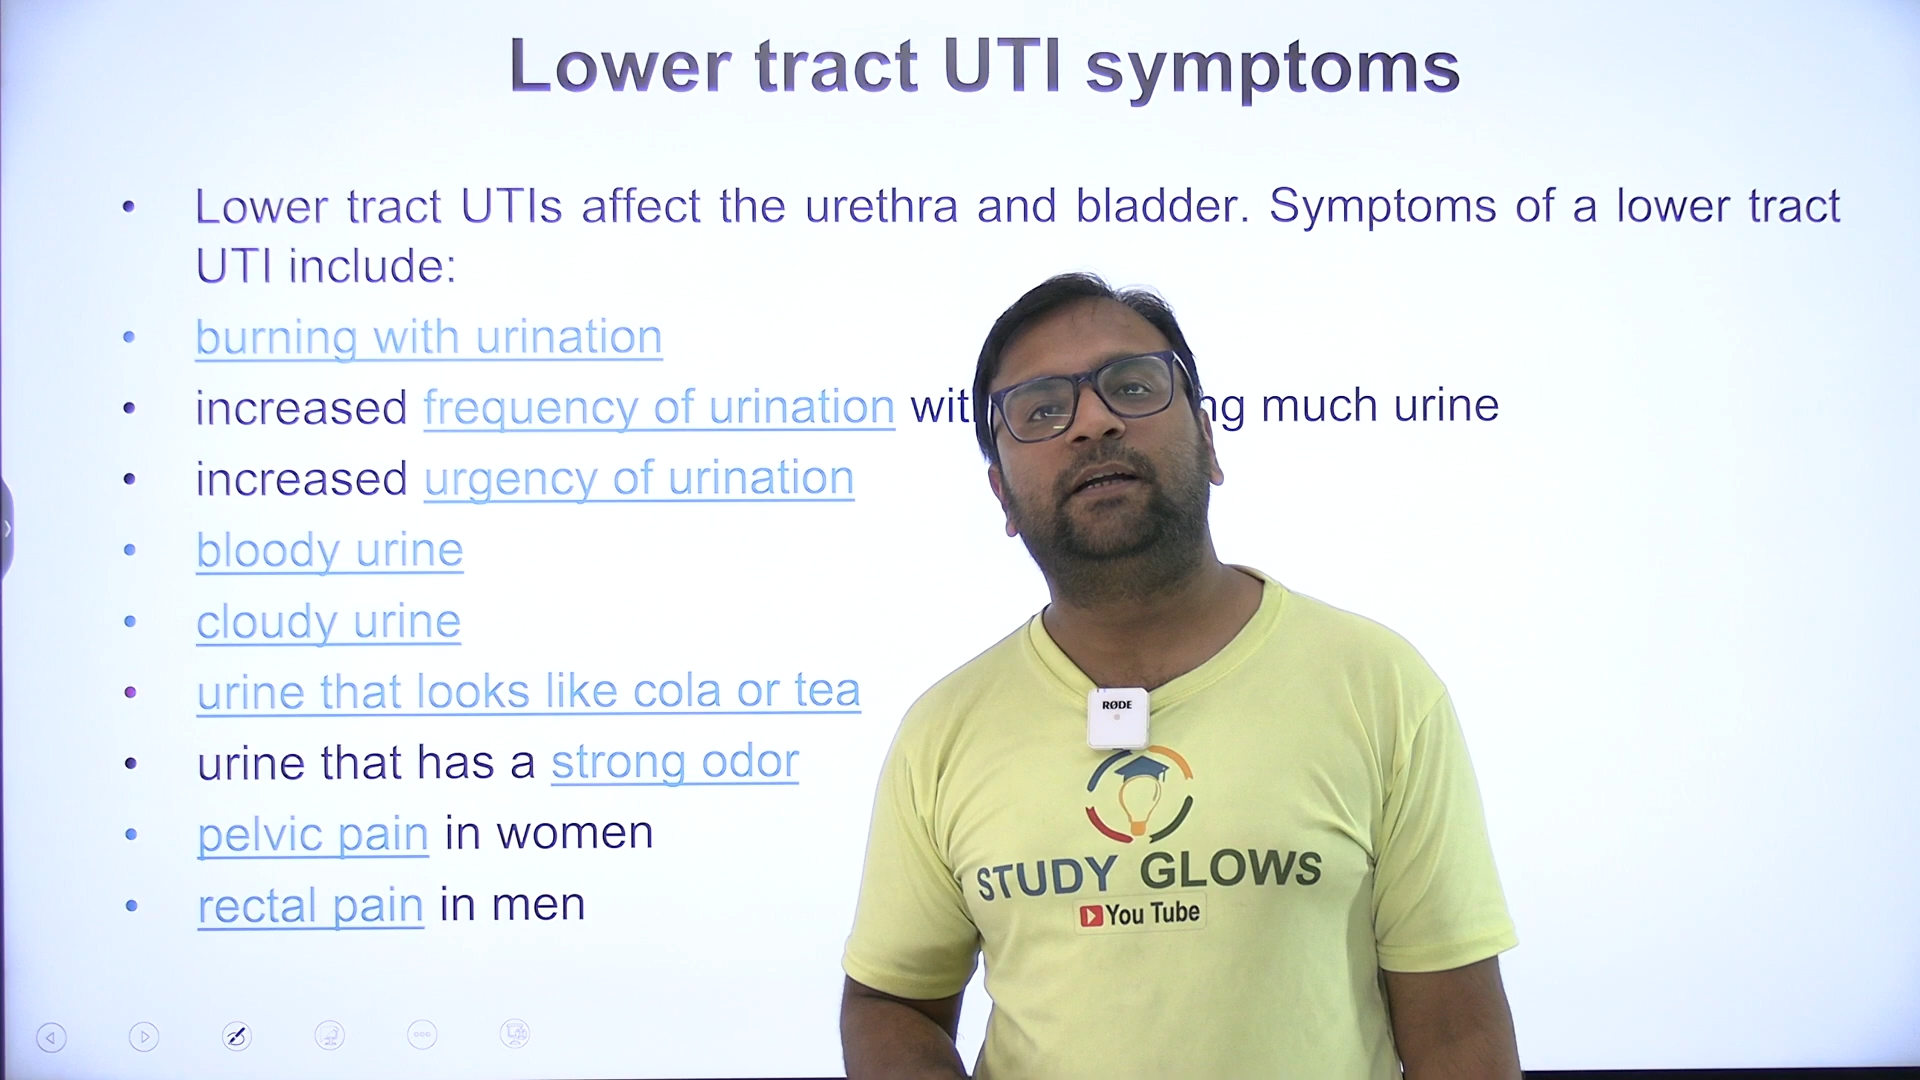 Lower tract UTI symptoms
• Lower tract UTIs affect the urethra and bladder. Symptoms of a lower tract
UTI include:
• burning with urination
• increased frequency of urination much urine
• increased urgency of urination
• bloody urine
• cloudy urine
• urine that looks like cola or tea
• urine that has a strong odor
• pelvic pain in women
• rectal pain in men
RØDE
STUDY GLOWS
You Tube